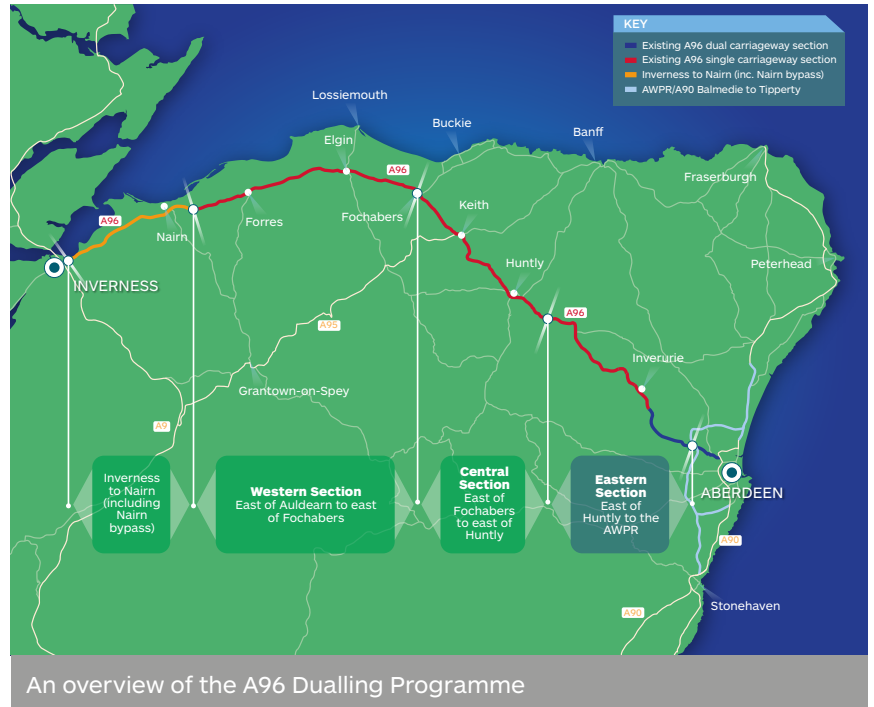 KEY
Existing A96 dual carriageway section
Existing A96 single carriageway section
Inverness to Nairn (inc. Nairn bypass)
AWPR/A90 Balmedie to Tipperty
Lossiemouth
Buckie
Banff
Elgin
A96
Fraserburgh
Keith
Fochabers
Forres
A96
Nairn
Huntly
Peterhead
INVERNESS
A96
A95
Inverurie
Grantown-on-Spey
A9
Inverness
to Nairn
(including
Nairn
bypass)
Western Section
East of Auldearn to east
of Fochabers
Central
Section
East of
Fochabers
to east of
Huntly
Eastern
Section
East of
Huntly to the
AWPR
ABERDEEN
A90
Stonehaven
A90
An overview of the A96 Dualling Programme